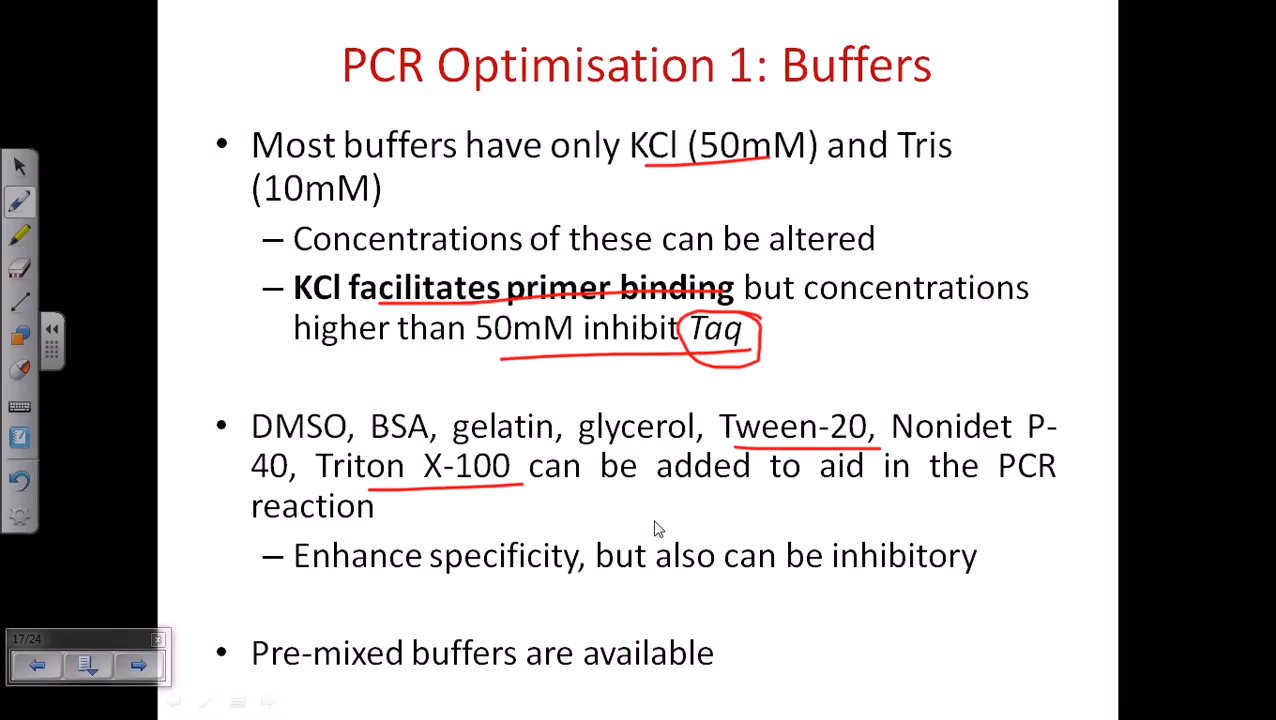 PCR Optimisation 1: Buffers
• Most buffers have only KCl (50mM) and Tris
(10mM)
– Concentrations of these can be altered
– KCl facilitates primer binding but concentrations
higher than 50mM inhibit Taq
• DMSO, BSA, gelatin, glycerol, Tween-20, Nonidet P-
40, Triton X-100 can be added to aid in the PCR
reaction
– Enhance specificity, but also can be inhibitory
• Pre-mixed buffers are available
17/24